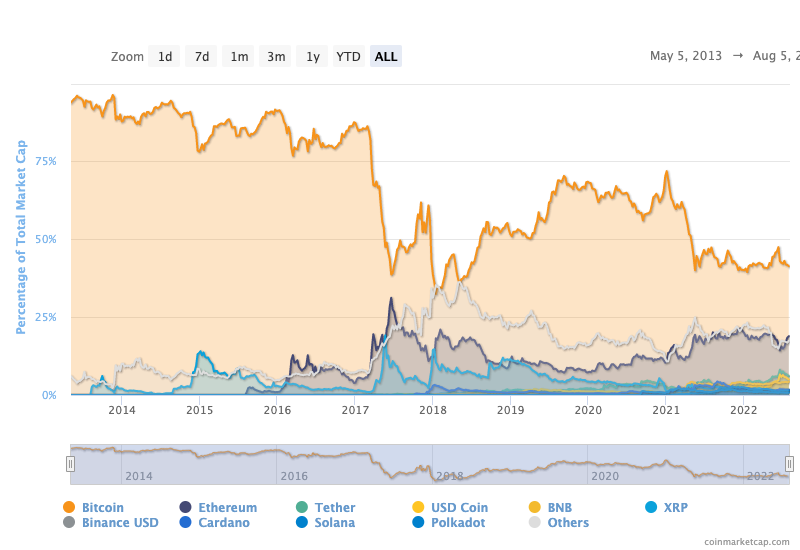 Zoom 1d 7d 1m 3m 1y YTD ALL May 5, 2013 → Aug 5, 2
Percentage of Total Market Cap
75%
50%
25%
0%
2014 2015 2016 2017 2018 2019 2020 2021 2022
2014 2016 2018 2020 2022
Bitcoin Ethereum Tether USD Coin BNB XRP
Binance USD Cardano Solana Polkadot Others
coinmarketcap.com